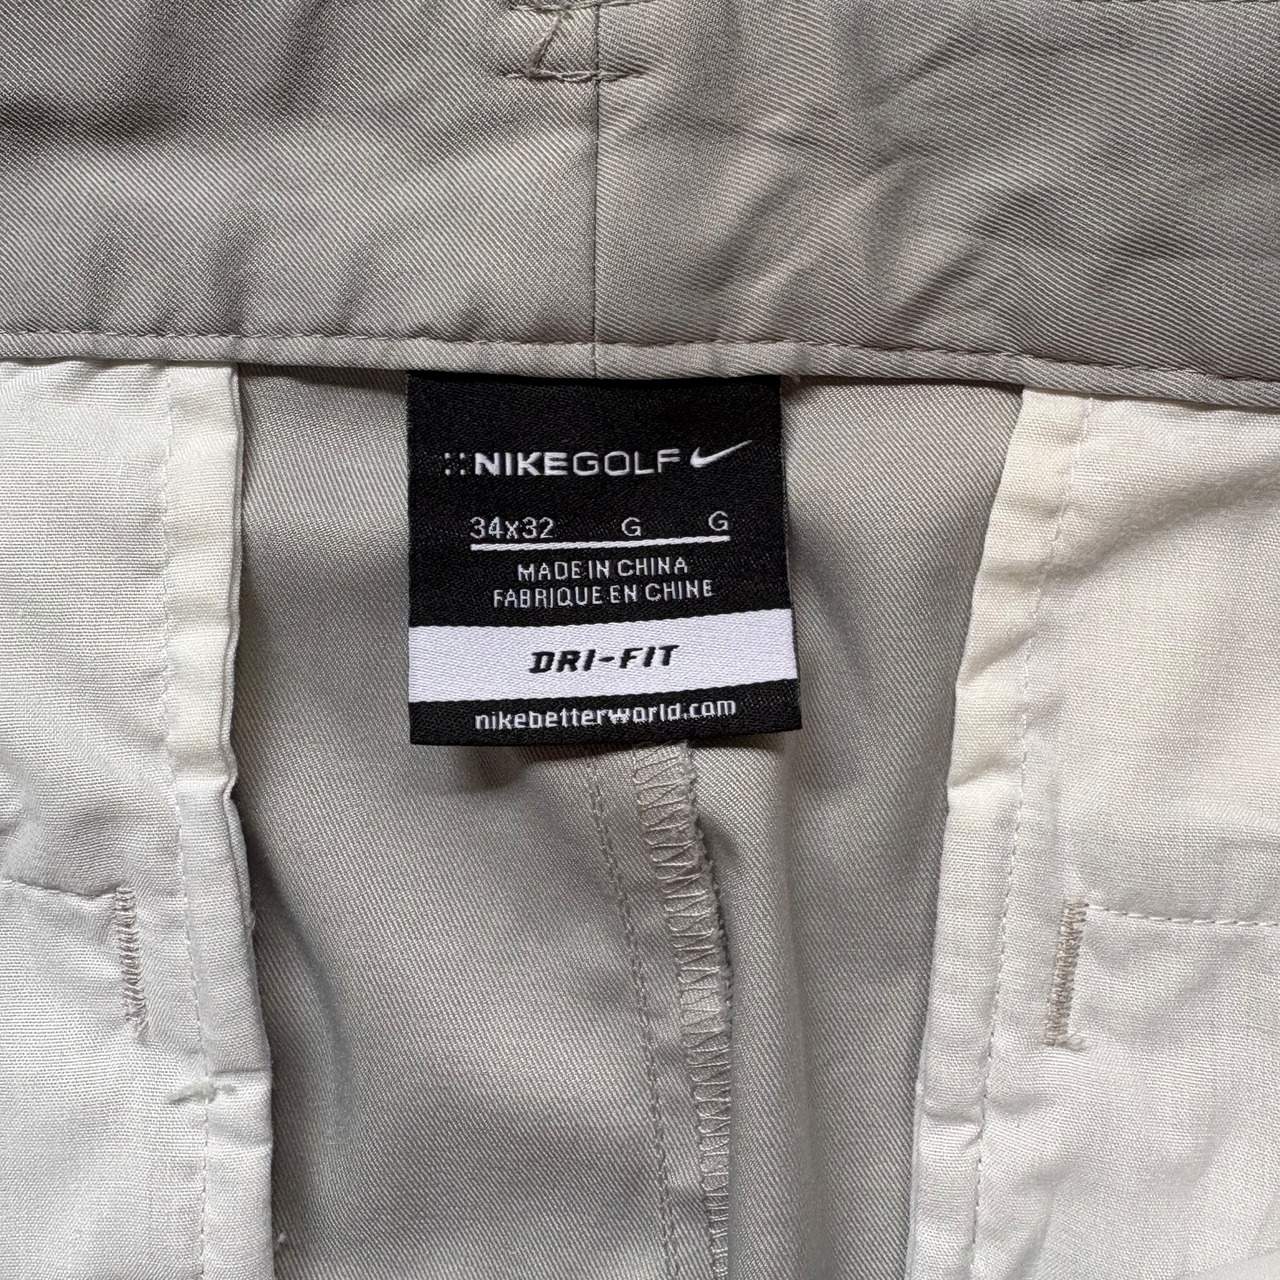 NIKEGOLF
34x32 G G
MADE IN CHINA
FABRIQUE EN CHINE
DRI-FIT
nikebetterworld.com